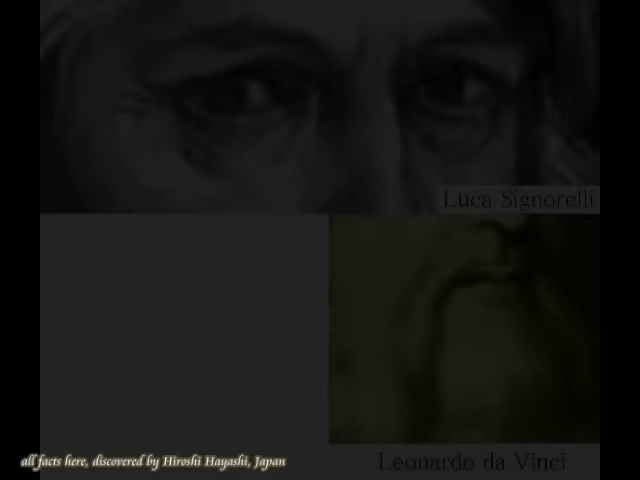 Luca Signorelli
all facts here, discovered by Hiroshi Hayashi, Japan
Leonardo da Vinci